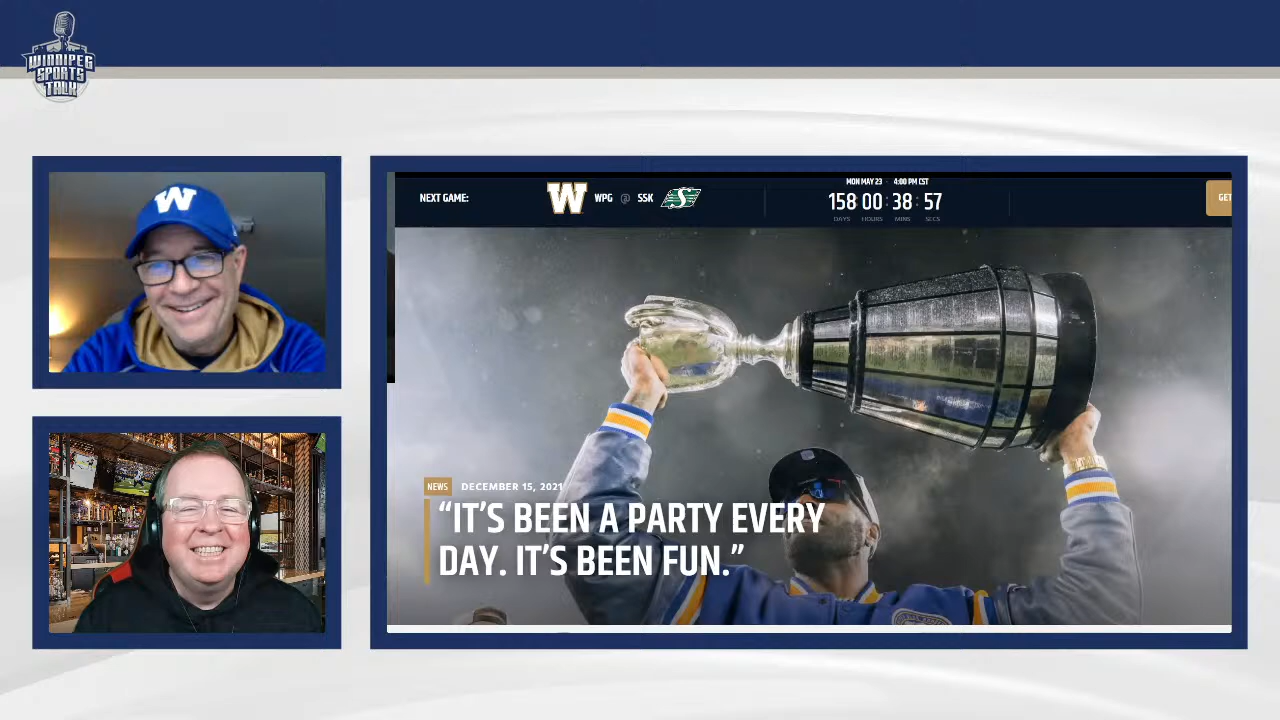 WINNIPEG
SPORTS
TALK
W
NEXT GAME:
W WPG @ SSK S
MON MAY 23 · 4:00 PM CST
158 : 00 : 38 : 57
DAYS HOURS MINS SECS
GET
NEWS DECEMBER 15, 2021
“IT’S BEEN A PARTY EVERY
DAY. IT’S BEEN FUN.”